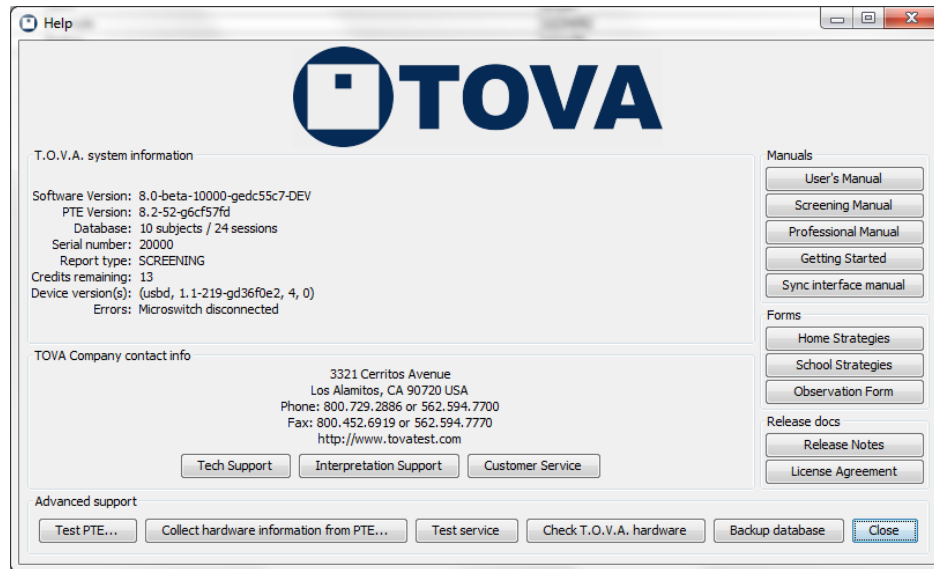 Help
TOVA
T.O.V.A. system information
Software Version: 8.0-beta-10000-gedc55c7-DEV
PTE Version: 8.2-52-g6cf57fd
Database: 10 subjects / 24 sessions
Serial number: 20000
Report type: SCREENING
Credits remaining: 13
Device version(s): (usbd, 1.1-219-gd36f0e2, 4, 0)
Errors: Microswitch disconnected
TOVA Company contact info
3321 Cerritos Avenue
Los Alamitos, CA 90720 USA
Phone: 800.729.2886 or 562.594.7700
Fax: 800.452.6919 or 562.594.7770
http://www.tovatest.com
Tech Support Interpretation Support Customer Service
Manuals
User's Manual
Screening Manual
Professional Manual
Getting Started
Sync interface manual
Forms
Home Strategies
School Strategies
Observation Form
Release docs
Release Notes
License Agreement
Advanced support
Test PTE... Collect hardware information from PTE... Test service Check T.O.V.A. hardware Backup database Close